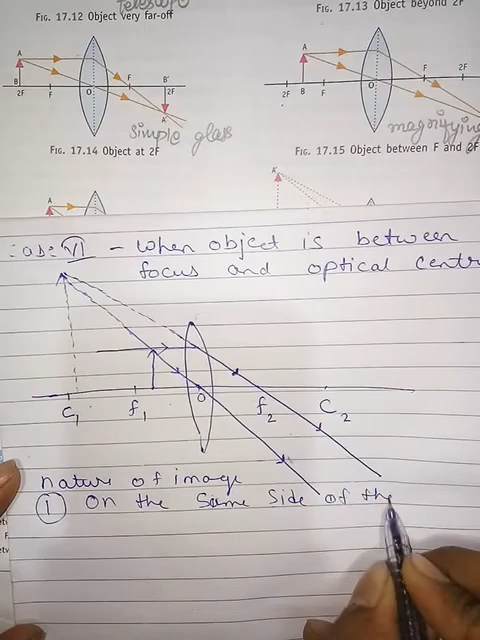 Telescope
FIG. 17.12 Object very far-off
FIG. 17.13 Object beyond 2F
A
B
2F
F
O
F
B'
2F
A'
A
2F
B
F
O
F
2F
simple glass
magnifying
FIG. 17.14 Object at 2F
FIG. 17.15 Object between F and 2F
A
A'
VI - When object is between
focus and optical centr
C1
f1
O
f2
C2
nature of image
1 On the same side of the